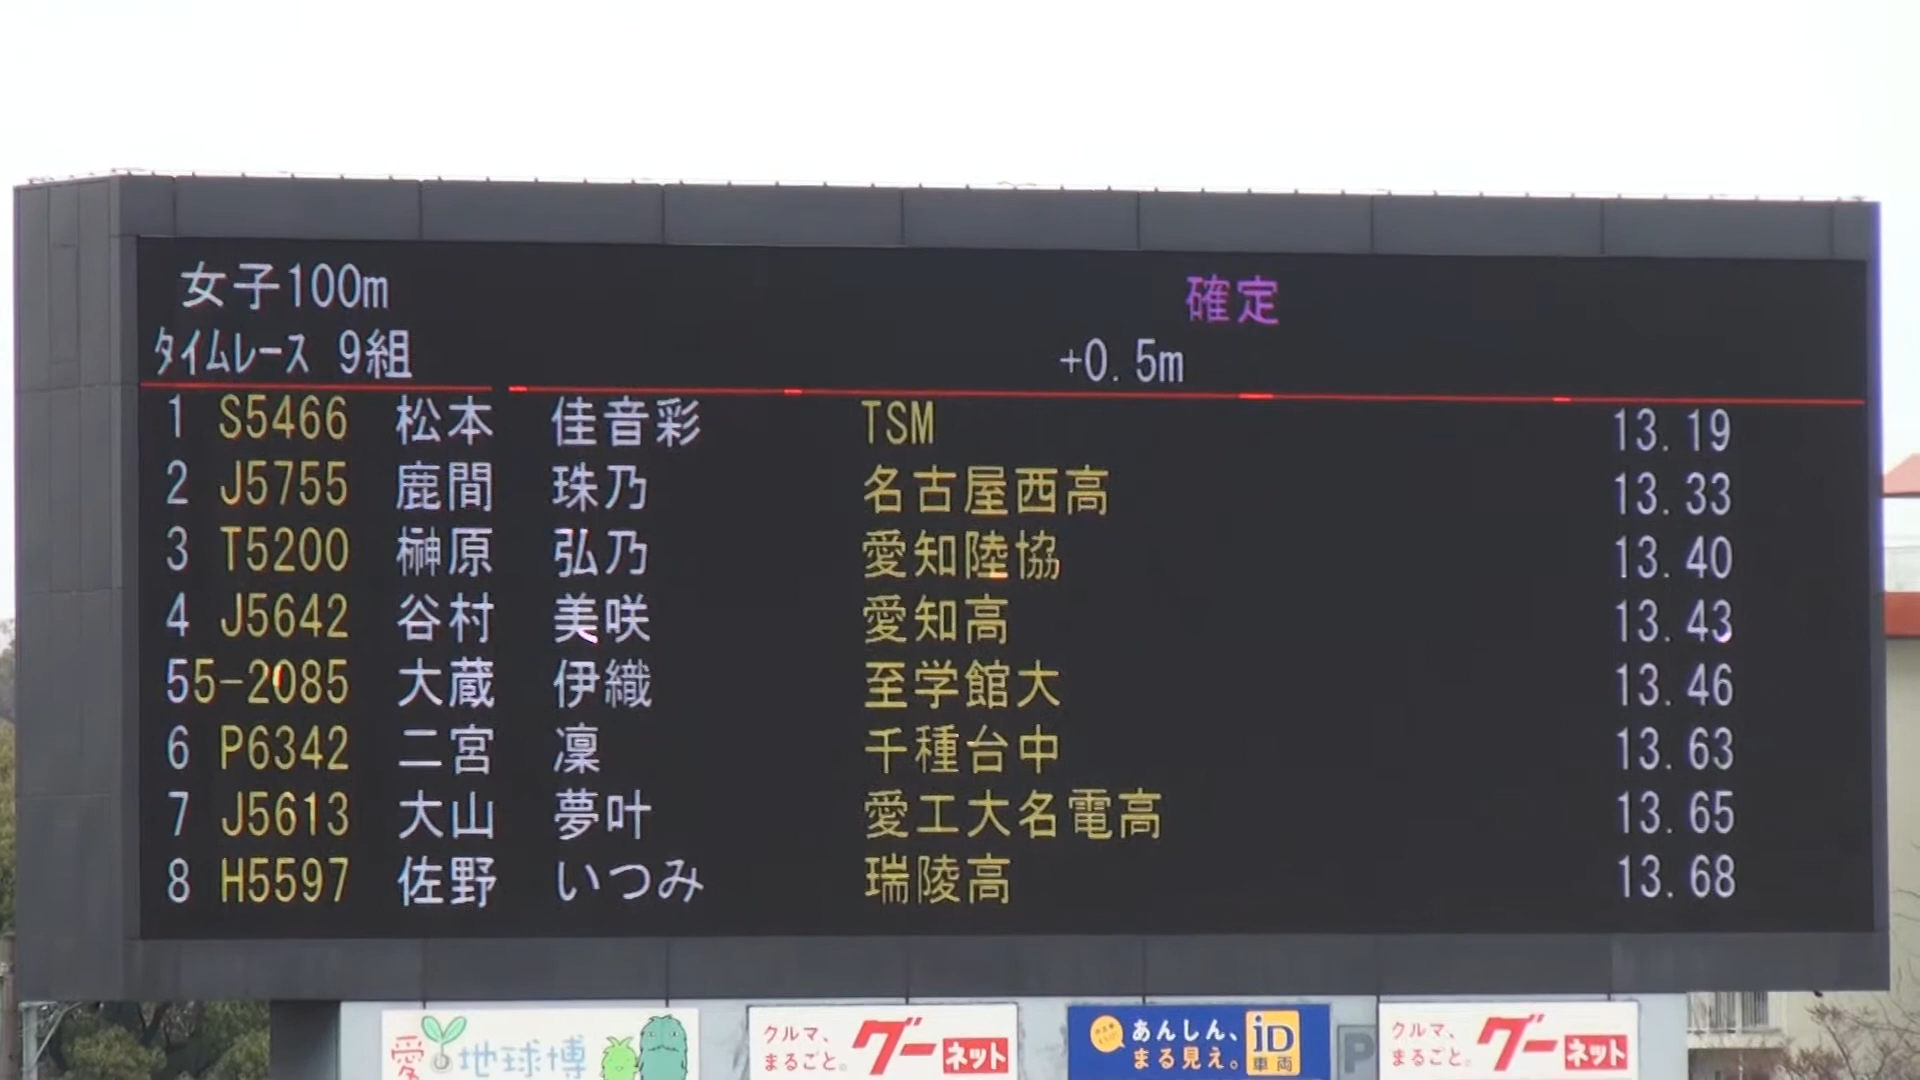 女子100m 確定
ﾀｲﾑﾚｰｽ 9組 +0.5m
1 S5466 松本 佳音彩 TSM 13.19
2 J5755 鹿間 珠乃 名古屋西高 13.33
3 T5200 榊原 弘乃 愛知陸協 13.40
4 J5642 谷村 美咲 愛知高 13.43
55-2085 大蔵 伊織 至学館大 13.46
6 P6342 二宮 凜 千種台中 13.63
7 J5613 大山 夢叶 愛工大名電高 13.65
8 H5597 佐野 いつみ 瑞陵高 13.68
愛・地球博
クルマ、
まるごと。 グーネット
あんしん、
まる見え。 iD
車両
P
クルマ、
まるごと。 グーネット